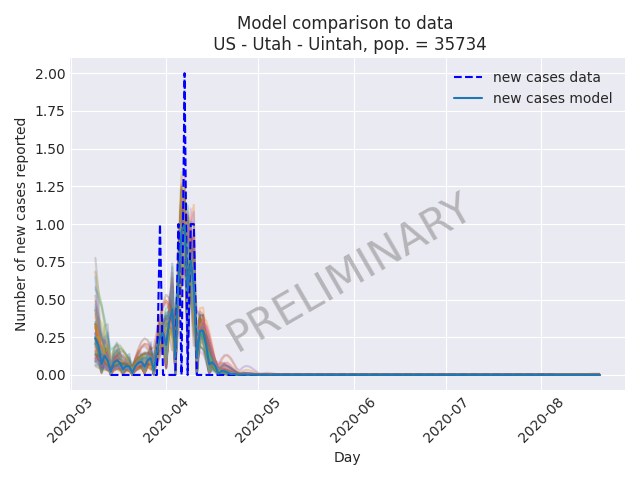 Model comparison to data
US - Utah - Uintah, pop. = 35734
new cases data
new cases model
PRELIMINARY
Number of new cases reported
2.00
1.75
1.50
1.25
1.00
0.75
0.50
0.25
0.00
2020-03
2020-04
2020-05
2020-06
2020-07
2020-08
Day